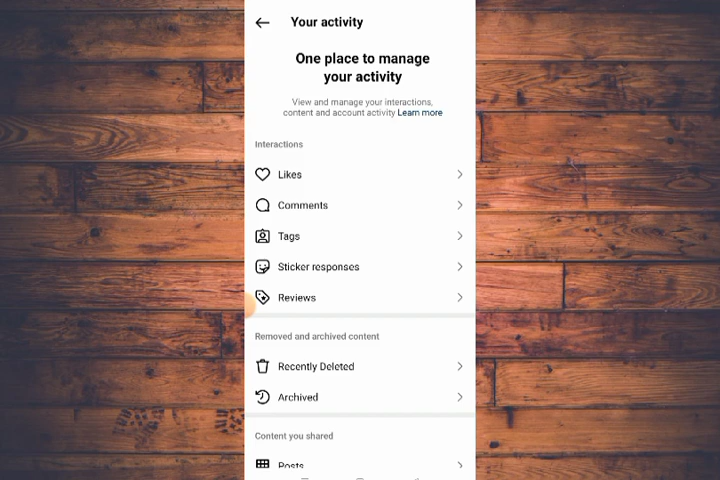 Your activity
One place to manage
your activity
View and manage your interactions,
content and account activity Learn more
Interactions
Likes
Comments
Tags
Sticker responses
Reviews
Removed and archived content
Recently Deleted
Archived
Content you shared
Posts